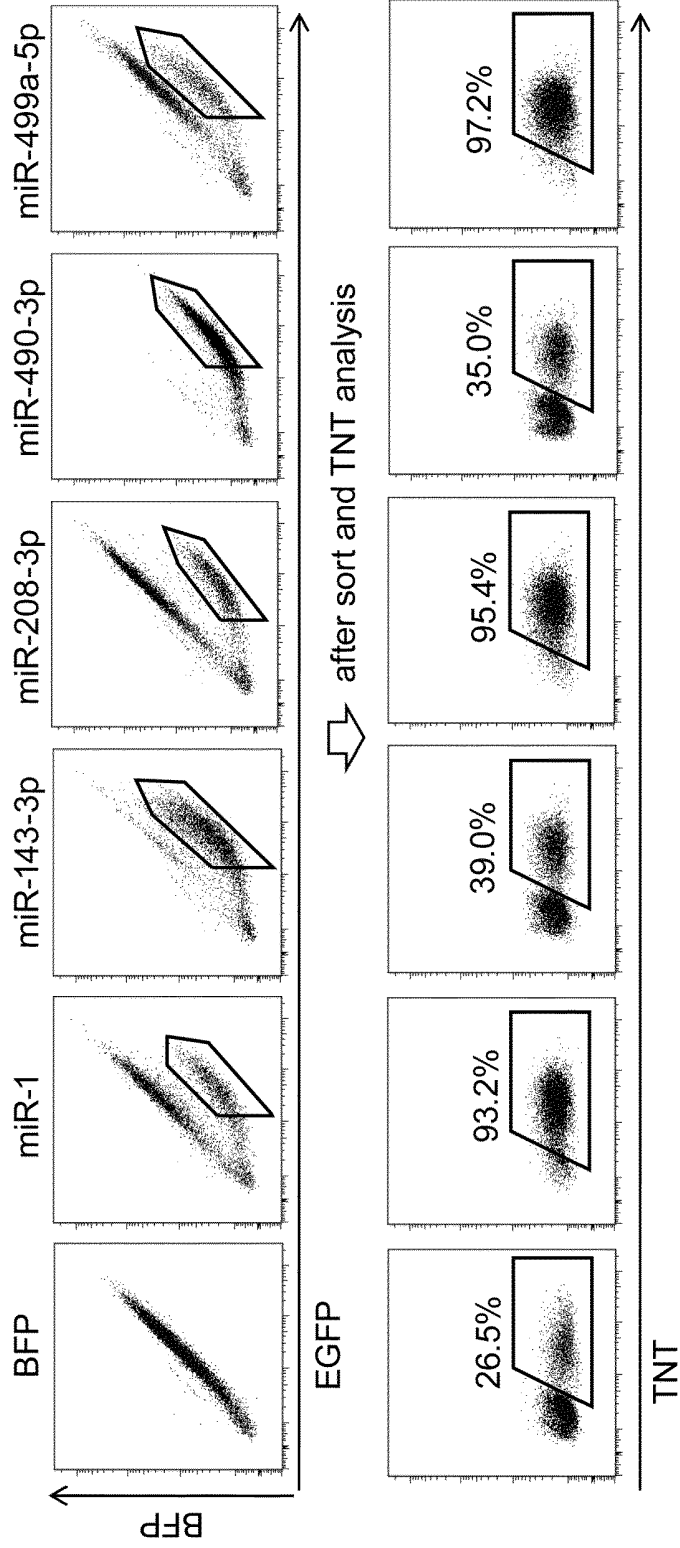 BFP
miR-1
miR-143-3p
miR-208-3p
miR-490-3p
miR-499a-5p
BFP
EGFP
after sort and TNT analysis
26.5%
93.2%
39.0%
95.4%
35.0%
97.2%
TNT